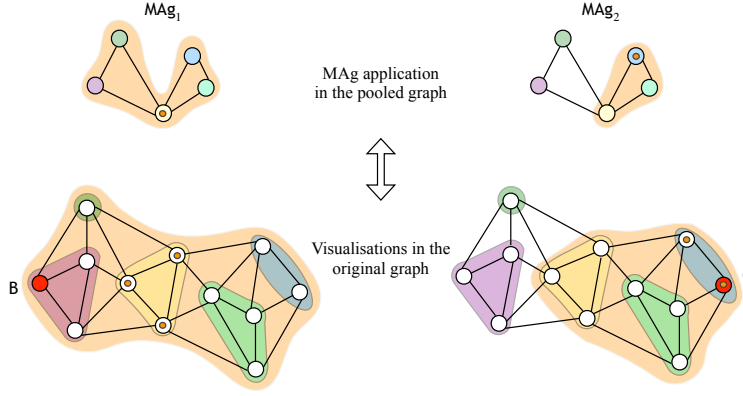 MAg₁
MAg₂
MAg application
in the pooled graph
Visualisations in the
original graph
B